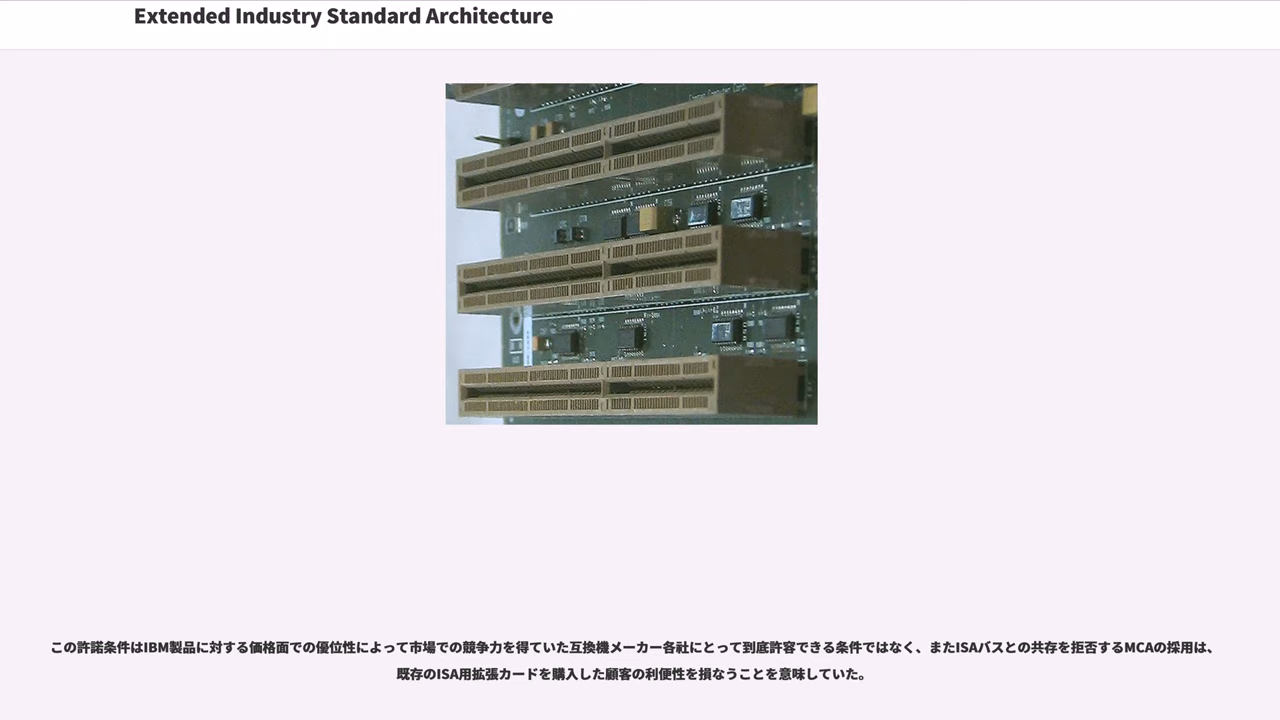 Extended Industry Standard Architecture
この許諾条件はIBM製品に対する価格面での優位性によって市場での競争力を得ていた互換機メーカー各社にとって到底許容できる条件ではなく、またISAバスとの共存を拒否するMCAの採用は、
既存のISA用拡張カードを購入した顧客の利便性を損なうことを意味していた。